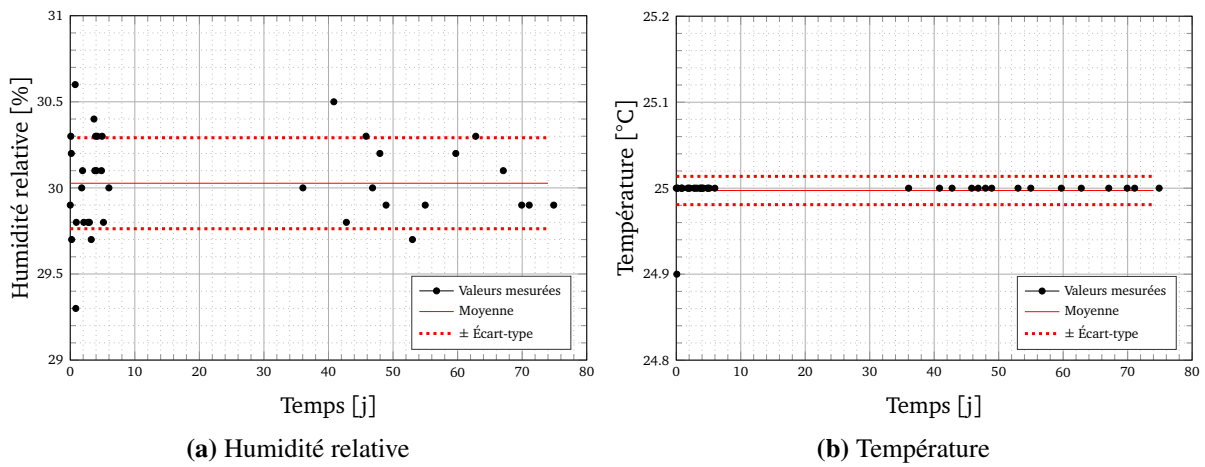 31
30.5
30
29.5
29
0 10 20 30 40 50 60 70 80
Humidité relative [%]
Temps [j]
Valeurs mesurées
Moyenne
± Écart-type
(a) Humidité relative
25.2
25.1
25
24.9
24.8
0 10 20 30 40 50 60 70 80
Température [°C]
Temps [j]
Valeurs mesurées
Moyenne
± Écart-type
(b) Température